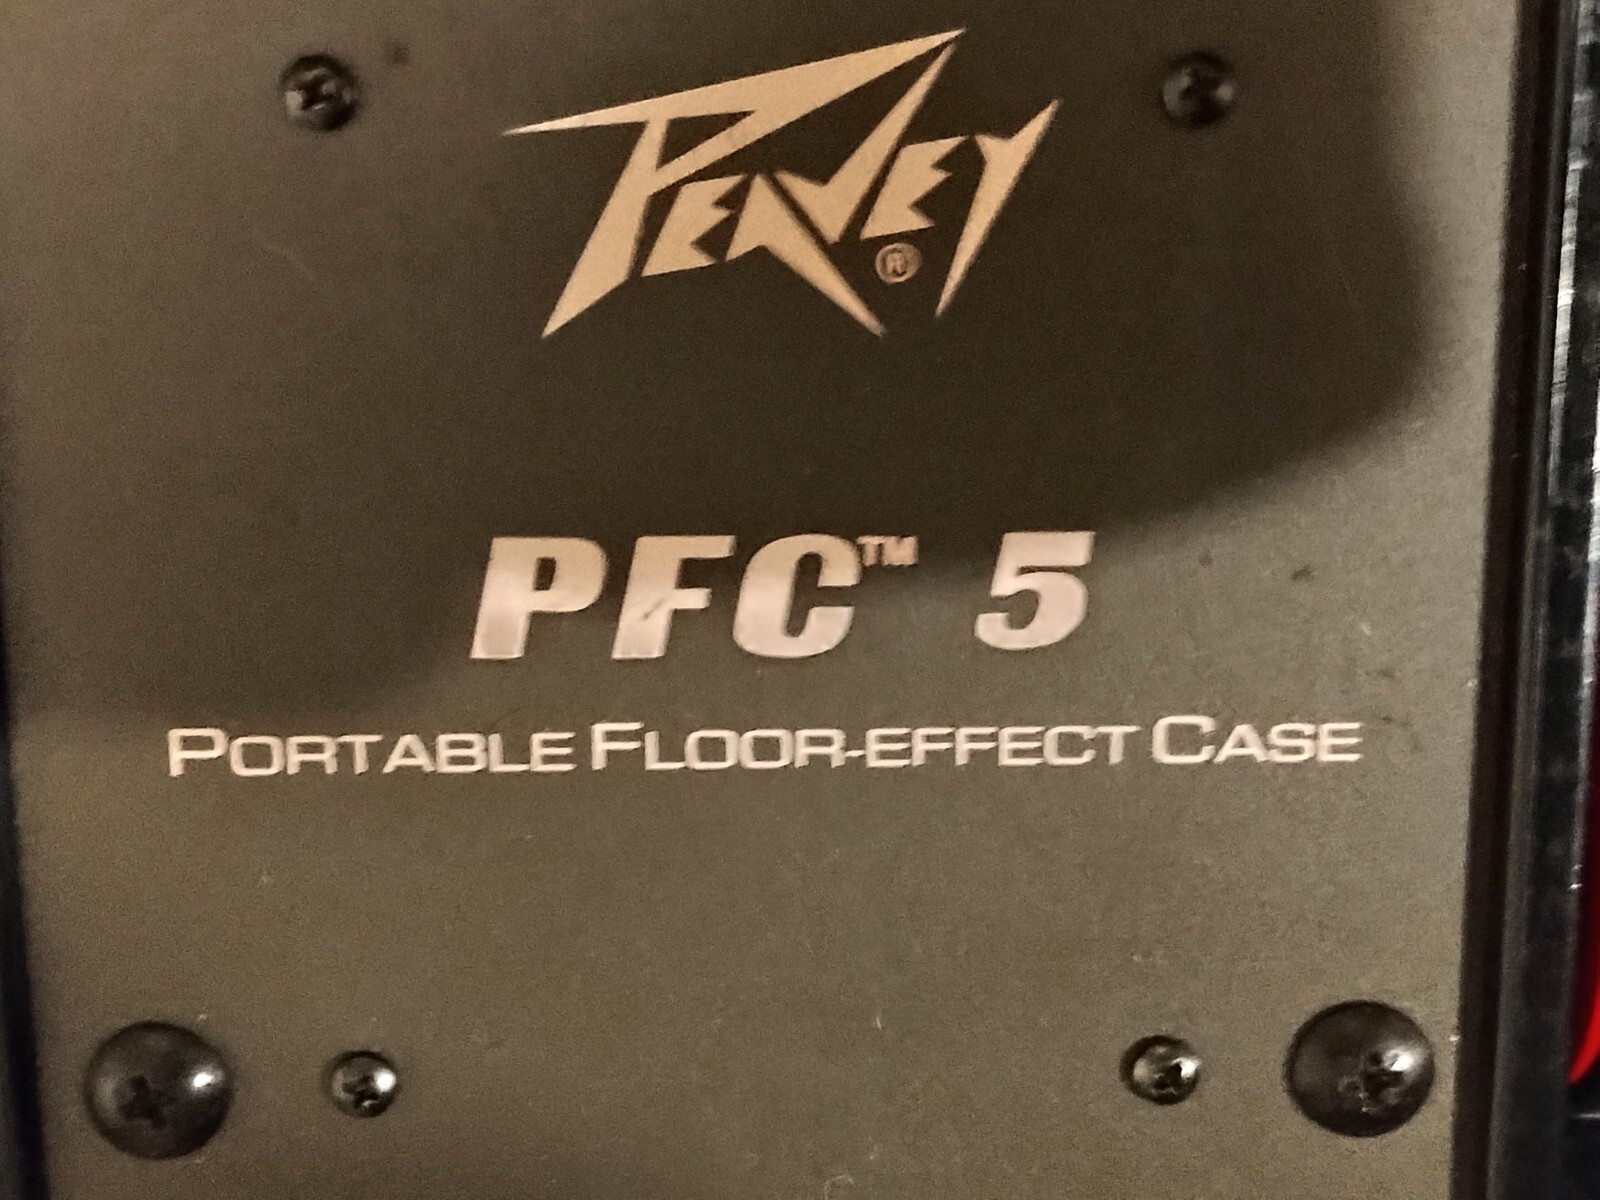 PEAVEY®
PFC™ 5
PORTABLE FLOOR-EFFECT CASE